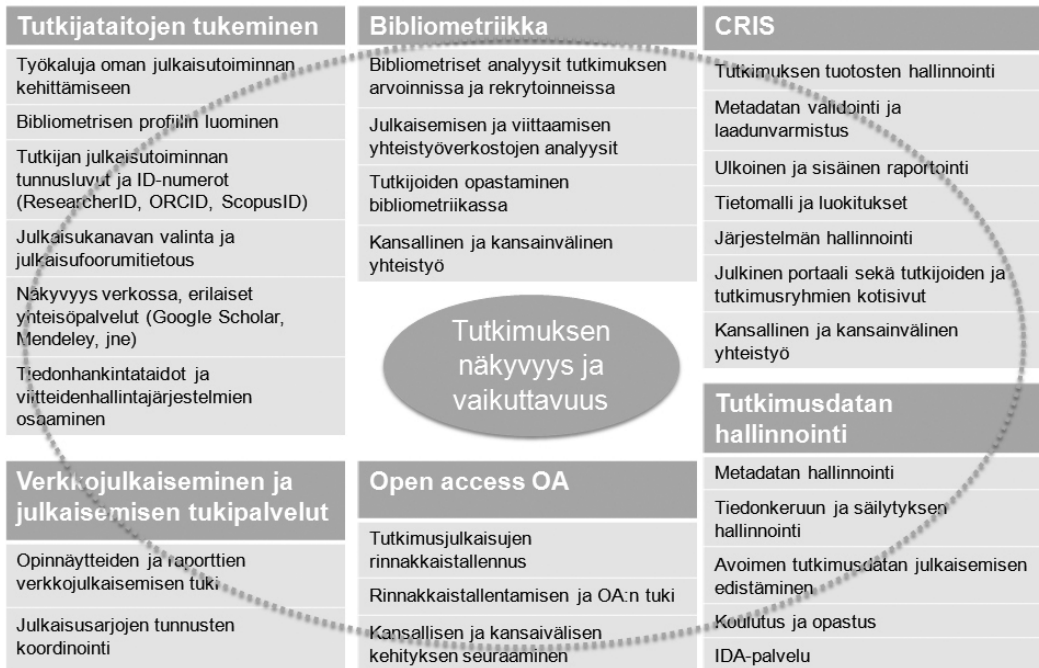 Tutkijataitojen tukeminen
Työkaluja oman julkaisutoiminnan
kehittämiseen
Bibliometrisen profiilin luominen
Tutkijan julkaisutoiminnan
tunnusluvut ja ID-numerot
(ResearcherID, ORCID, ScopusID)
Julkaisukanavan valinta ja
julkaisufoorumitietous
Näkyvyys verkossa, erilaiset
yhteisöpalvelut (Google Scholar,
Mendeley, jne)
Tiedonhankintataidot ja
viitteidenhallintajärjestelmien
osaaminen
Bibliometriikka
Bibliometriset analyysit tutkimuksen
arvoinnissa ja rekrytoinneissa
Julkaisemisen ja viittaamisen
yhteistyöverkostojen analyysit
Tutkijoiden opastaminen
bibliometriikassa
Kansallinen ja kansainvälinen
yhteistyö
CRIS
Tutkimuksen tuotosten hallinnointi
Metadatan validointi ja
laadunvarmistus
Ulkoinen ja sisäinen raportointi
Tietomalli ja luokitukset
Järjestelmän hallinnointi
Julkinen portaali sekä tutkijoiden ja
tutkimusryhmien kotisivut
Kansallinen ja kansainvälinen
yhteistyö
Tutkimuksen
näkyvyys ja
vaikuttavuus
Verkkojulkaiseminen ja
julkaisemisen tukipalvelut
Opinnäytteiden ja raporttien
verkkojulkaisemisen tuki
Julkaisusarjojen tunnusten
koordinointi
Open access OA
Tutkimusjulkaisujen
rinnakkaistallennus
Rinnakkaistallentamisen ja OA:n tuki
Kansallisen ja kansaivälisen
kehityksen seuraaminen
Tutkimusdatan
hallinnointi
Metadatan hallinnointi
Tiedonkeruun ja säilytyksen
hallinnointi
Avoimen tutkimusdatan julkaisemisen
edistäminen
Koulutus ja opastus
IDA-palvelu